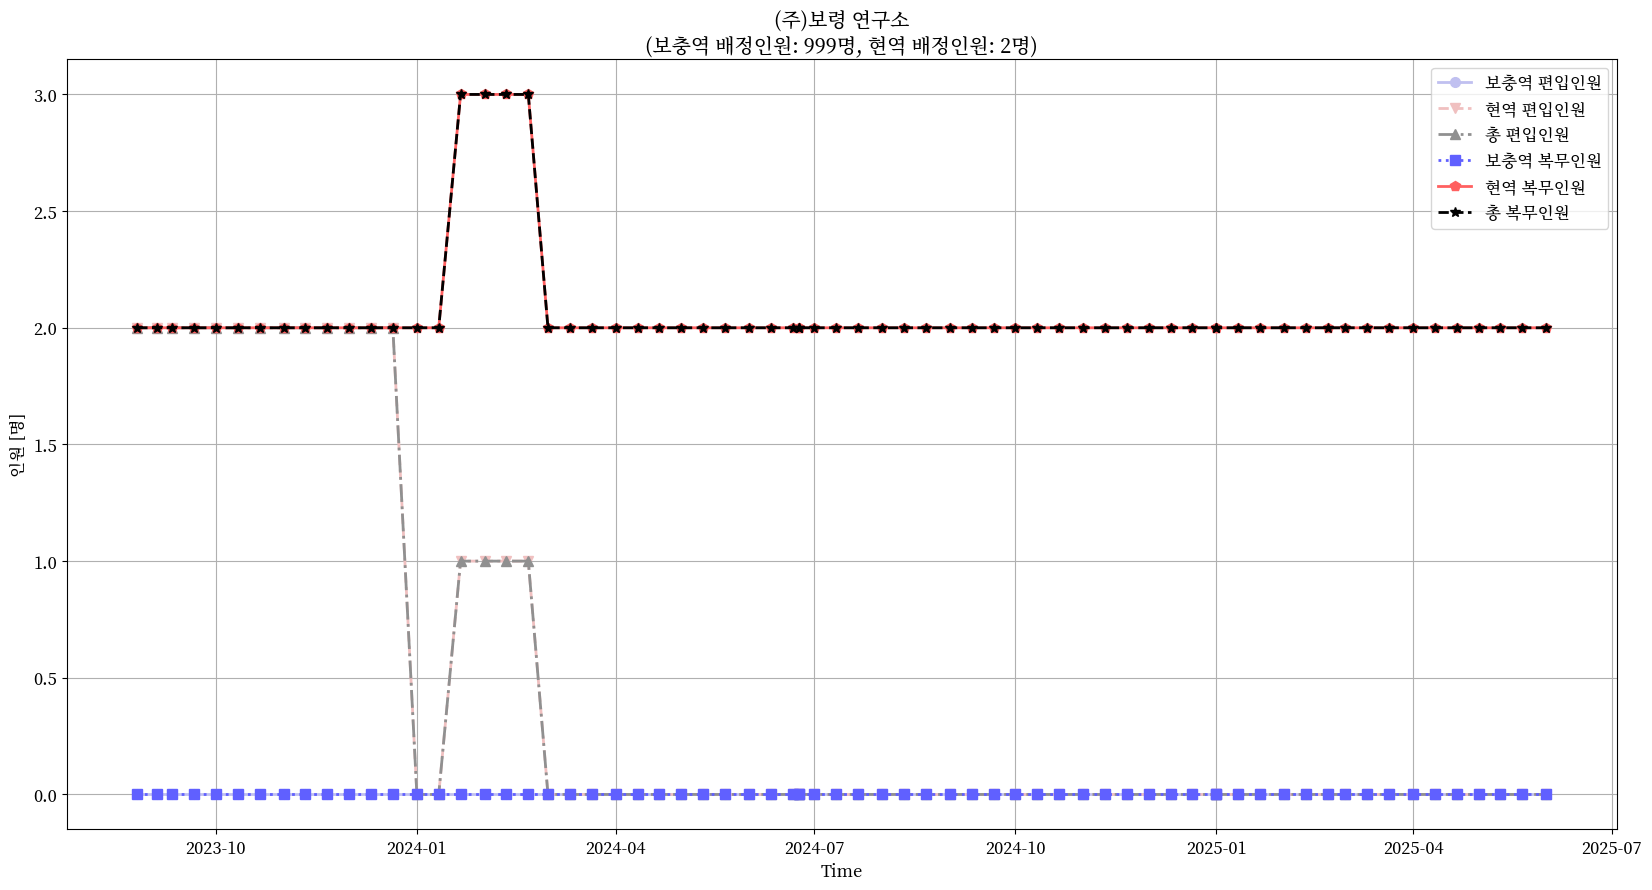 (주)보령 연구소
(보충역 배정인원: 999명, 현역 배정인원: 2명)
보충역 편입인원
현역 편입인원
총 편입인원
보충역 복무인원
현역 복무인원
총 복무인원
인원 [명]
3.0
2.5
2.0
1.5
1.0
0.5
0.0
2023-10
2024-01
2024-04
2024-07
2024-10
2025-01
2025-04
2025-07
Time